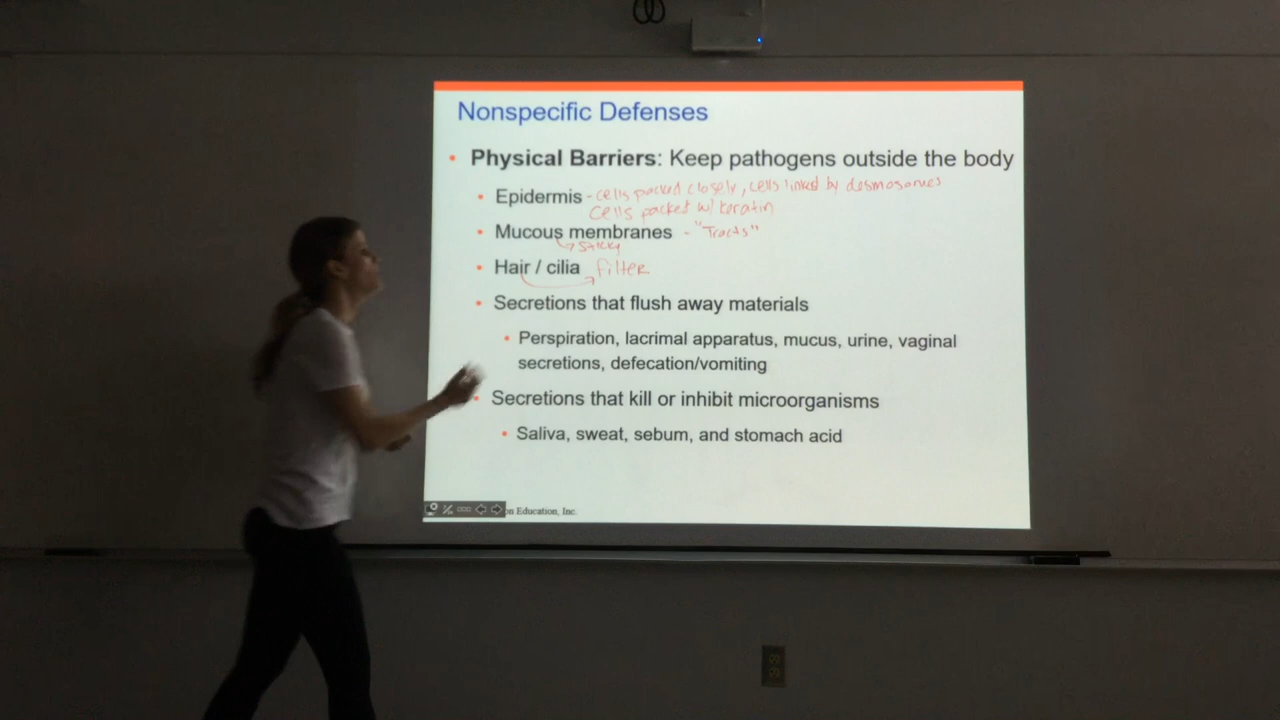 Nonspecific Defenses
• Physical Barriers: Keep pathogens outside the body
• Epidermis - cells packed closely, cells linked by desmosomes
cells packed w/ keratin
• Mucous membranes - "Tracts"
sticky
• Hair / cilia filter
• Secretions that flush away materials
• Perspiration, lacrimal apparatus, mucus, urine, vaginal
secretions, defecation/vomiting
• Secretions that kill or inhibit microorganisms
• Saliva, sweat, sebum, and stomach acid
Education, Inc.